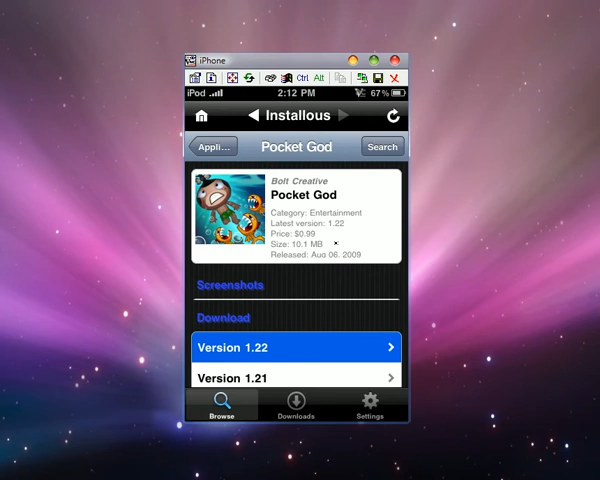 iPhone
Ctrl Alt
iPod 2:12 PM 67%
Installous
Appli... Pocket God Search
Bolt Creative
Pocket God
Category: Entertainment
Latest version: 1.22
Price: $0.99
Size: 10.1 MB
Released: Aug 06, 2009
Screenshots
Download
Version 1.22
Version 1.21
Browse Downloads Settings